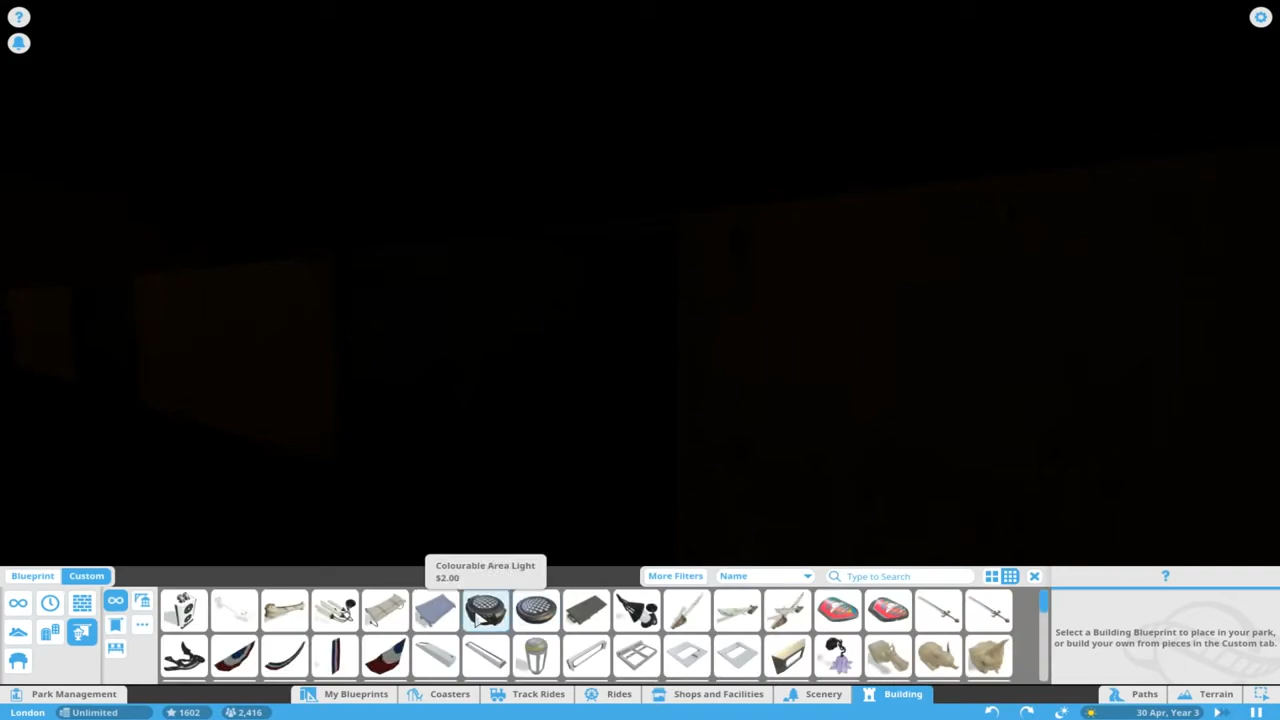 ?
Colourable Area Light
$2.00
Blueprint
Custom
More Filters
Name
Type to Search
?
Select a Building Blueprint to place in your park,
or build your own from pieces in the Custom tab.
Park Management
My Blueprints
Coasters
Track Rides
Rides
Shops and Facilities
Scenery
Building
Paths
Terrain
London
Unlimited
1602
2,416
30 Apr, Year 3